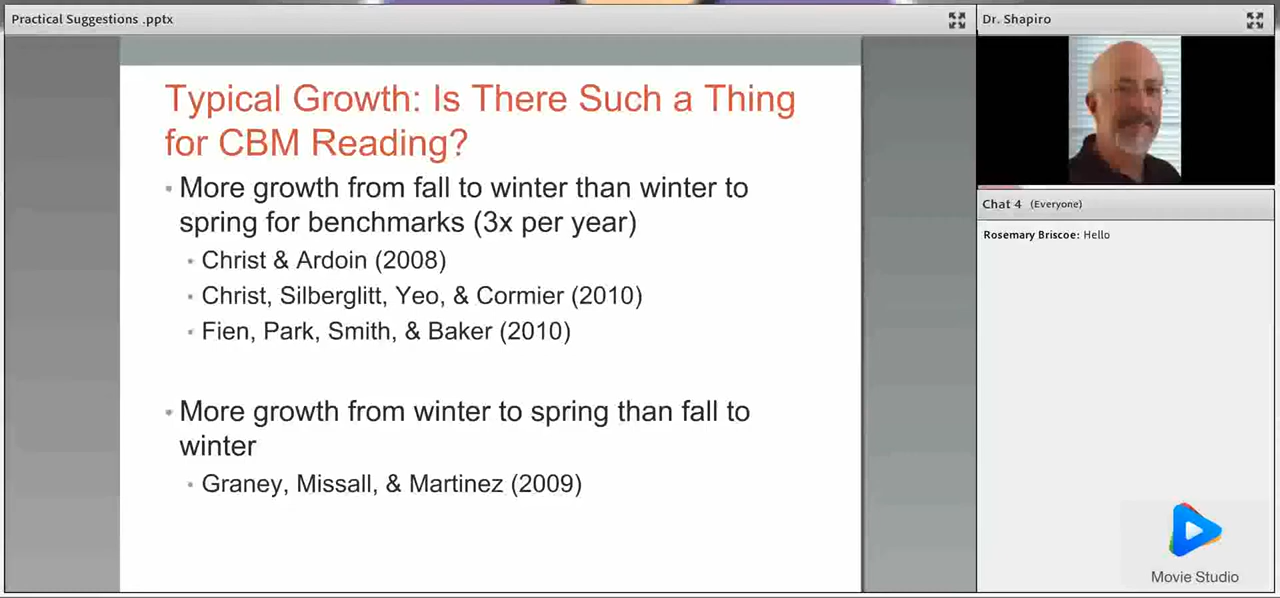 Practical Suggestions .pptx
Typical Growth: Is There Such a Thing
for CBM Reading?
• More growth from fall to winter than winter to
spring for benchmarks (3x per year)
• Christ & Ardoin (2008)
• Christ, Silberglitt, Yeo, & Cormier (2010)
• Fien, Park, Smith, & Baker (2010)
• More growth from winter to spring than fall to
winter
• Graney, Missall, & Martinez (2009)
Dr. Shapiro
Chat 4 (Everyone)
Rosemary Briscoe: Hello
Movie Studio